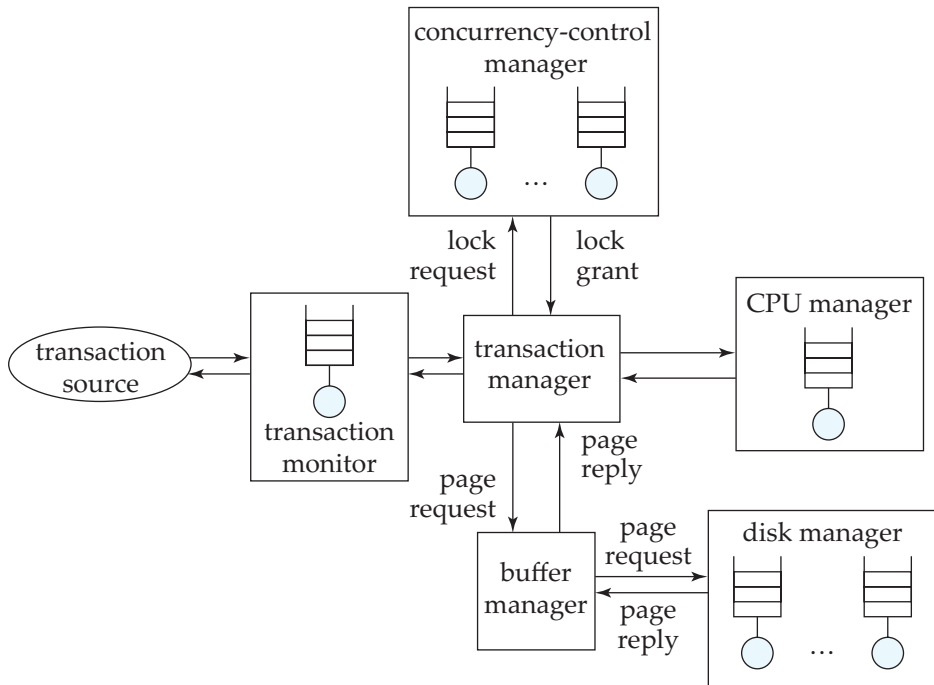 concurrency-control
manager
...
lock
request
lock
grant
CPU manager
transaction
source
transaction
monitor
transaction
manager
page
request
page
reply
buffer
manager
page
request
page
reply
disk manager
...